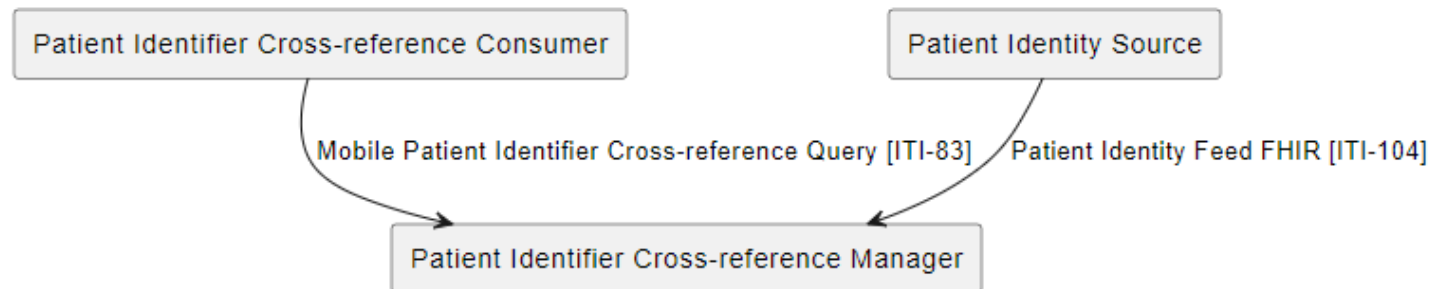 Patient Identifier Cross-reference Consumer
Patient Identity Source
Mobile Patient Identifier Cross-reference Query [ITI-83]
Patient Identity Feed FHIR [ITI-104]
Patient Identifier Cross-reference Manager